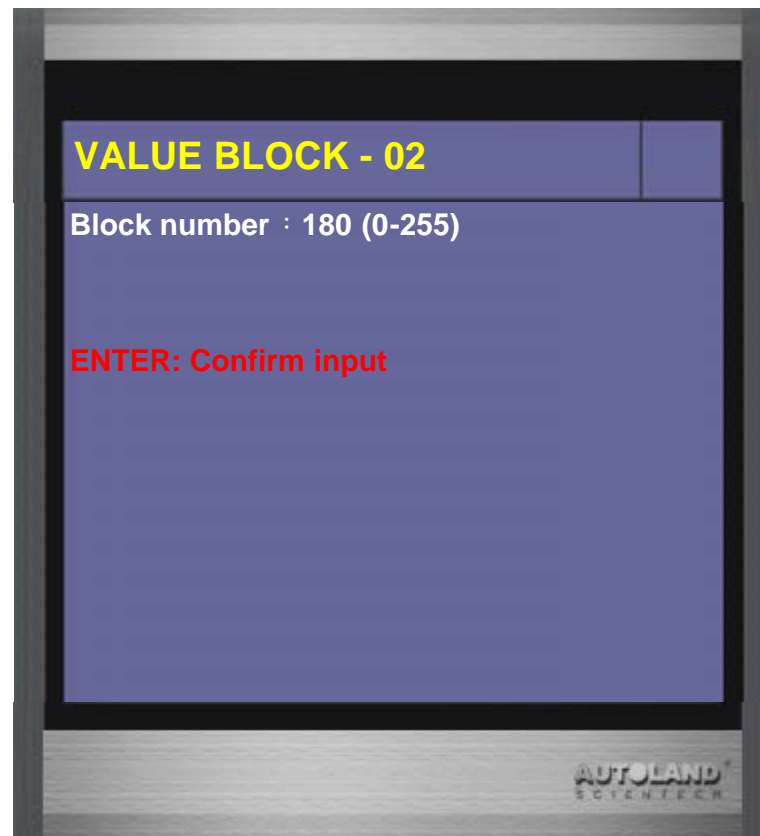 VALUE BLOCK - 02
Block number：180 (0-255)
ENTER: Confirm input
AUTOLAND®
SCIENTECH